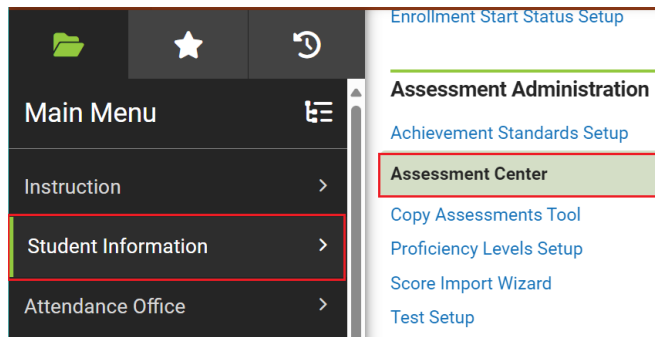 Main Menu
Instruction
Student Information
Attendance Office
Enrollment Start Status Setup
Assessment Administration
Achievement Standards Setup
Assessment Center
Copy Assessments Tool
Proficiency Levels Setup
Score Import Wizard
Test Setup